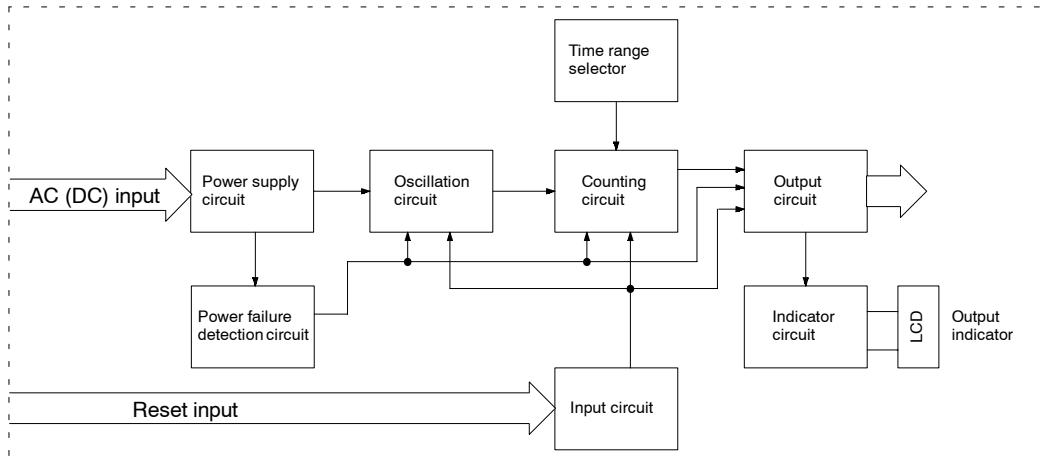 Time range
selector
AC (DC) input
Power supply
circuit
Oscillation
circuit
Counting
circuit
Output
circuit
Power failure
detection circuit
Indicator
circuit
LCD
Output
indicator
Reset input
Input circuit